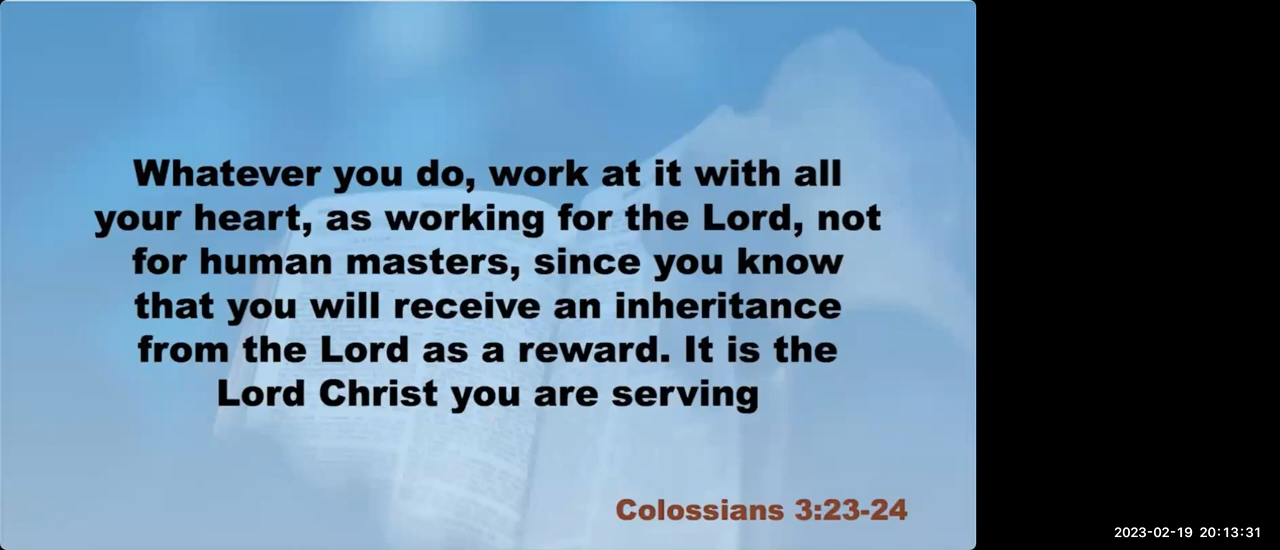 Whatever you do, work at it with all
your heart, as working for the Lord, not
for human masters, since you know
that you will receive an inheritance
from the Lord as a reward. It is the
Lord Christ you are serving
Colossians 3:23-24
2023-02-19 20:13:31